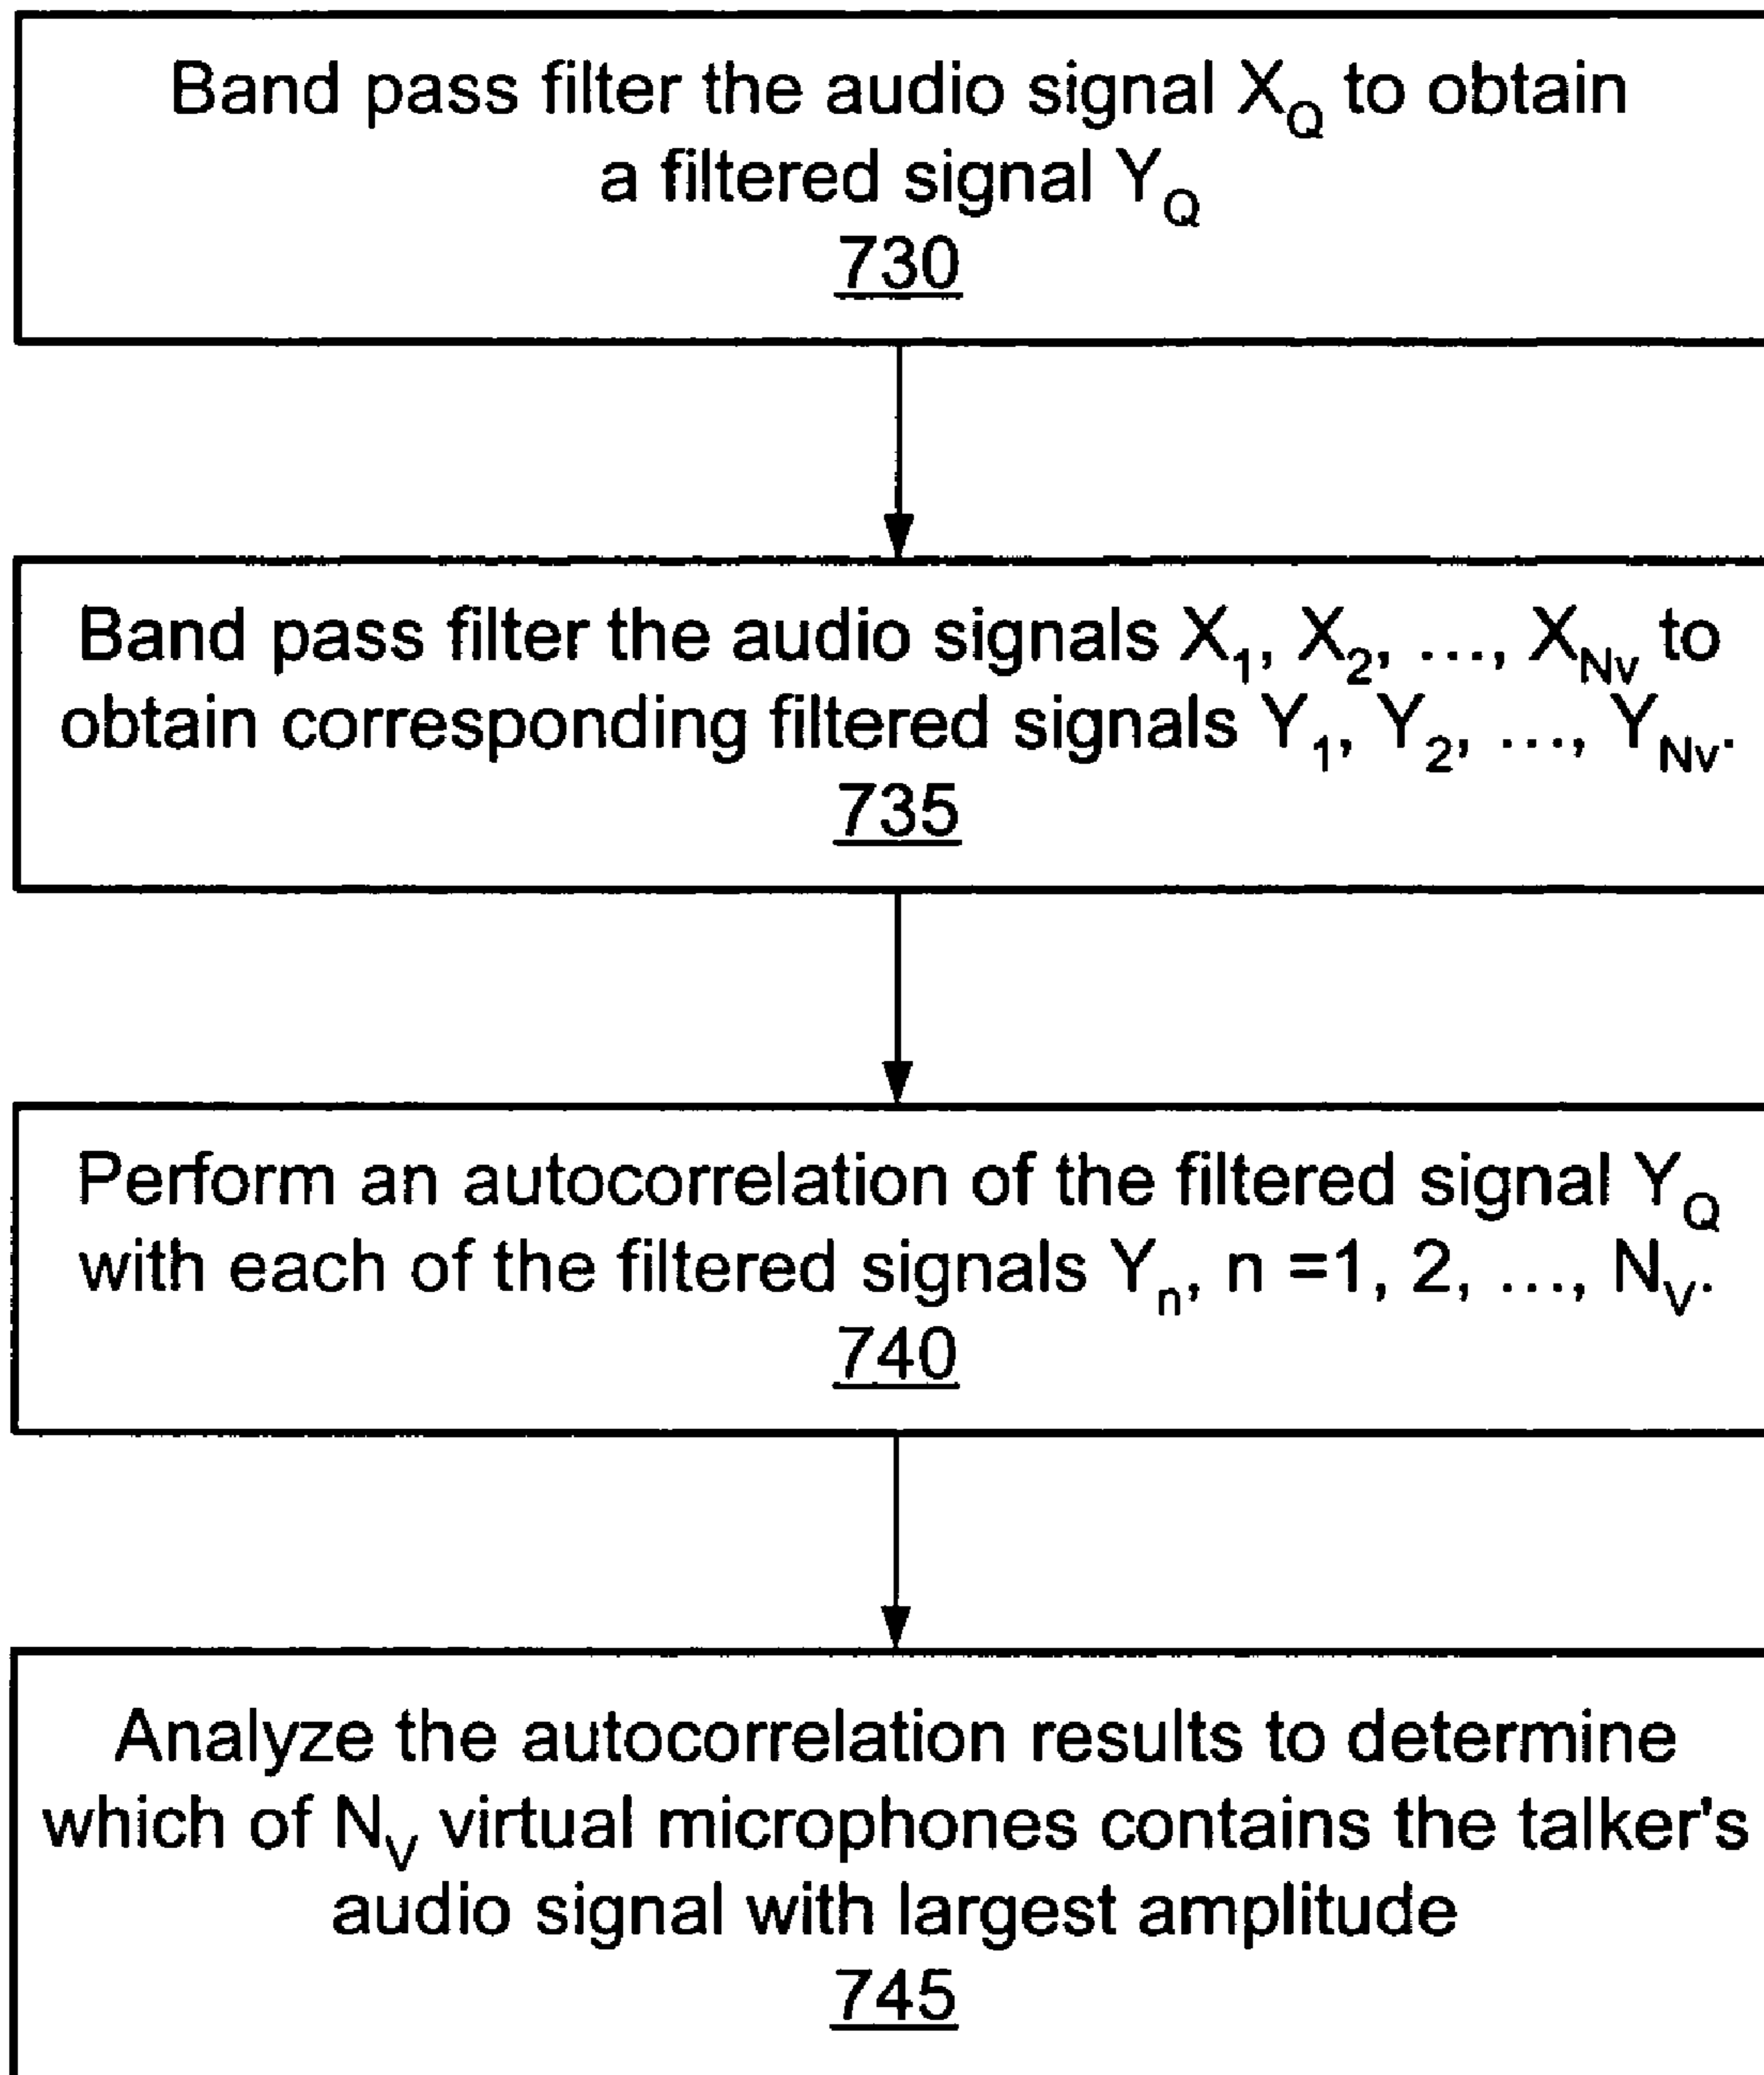 Band pass filter the audio signal X_Q to obtain
a filtered signal Y_Q
730
Band pass filter the audio signals X_1, X_2, ..., X_Nv to
obtain corresponding filtered signals Y_1, Y_2, ..., Y_Nv.
735
Perform an autocorrelation of the filtered signal Y_Q
with each of the filtered signals Y_n, n =1, 2, ..., N_V.
740
Analyze the autocorrelation results to determine
which of N_V virtual microphones contains the talker's
audio signal with largest amplitude
745